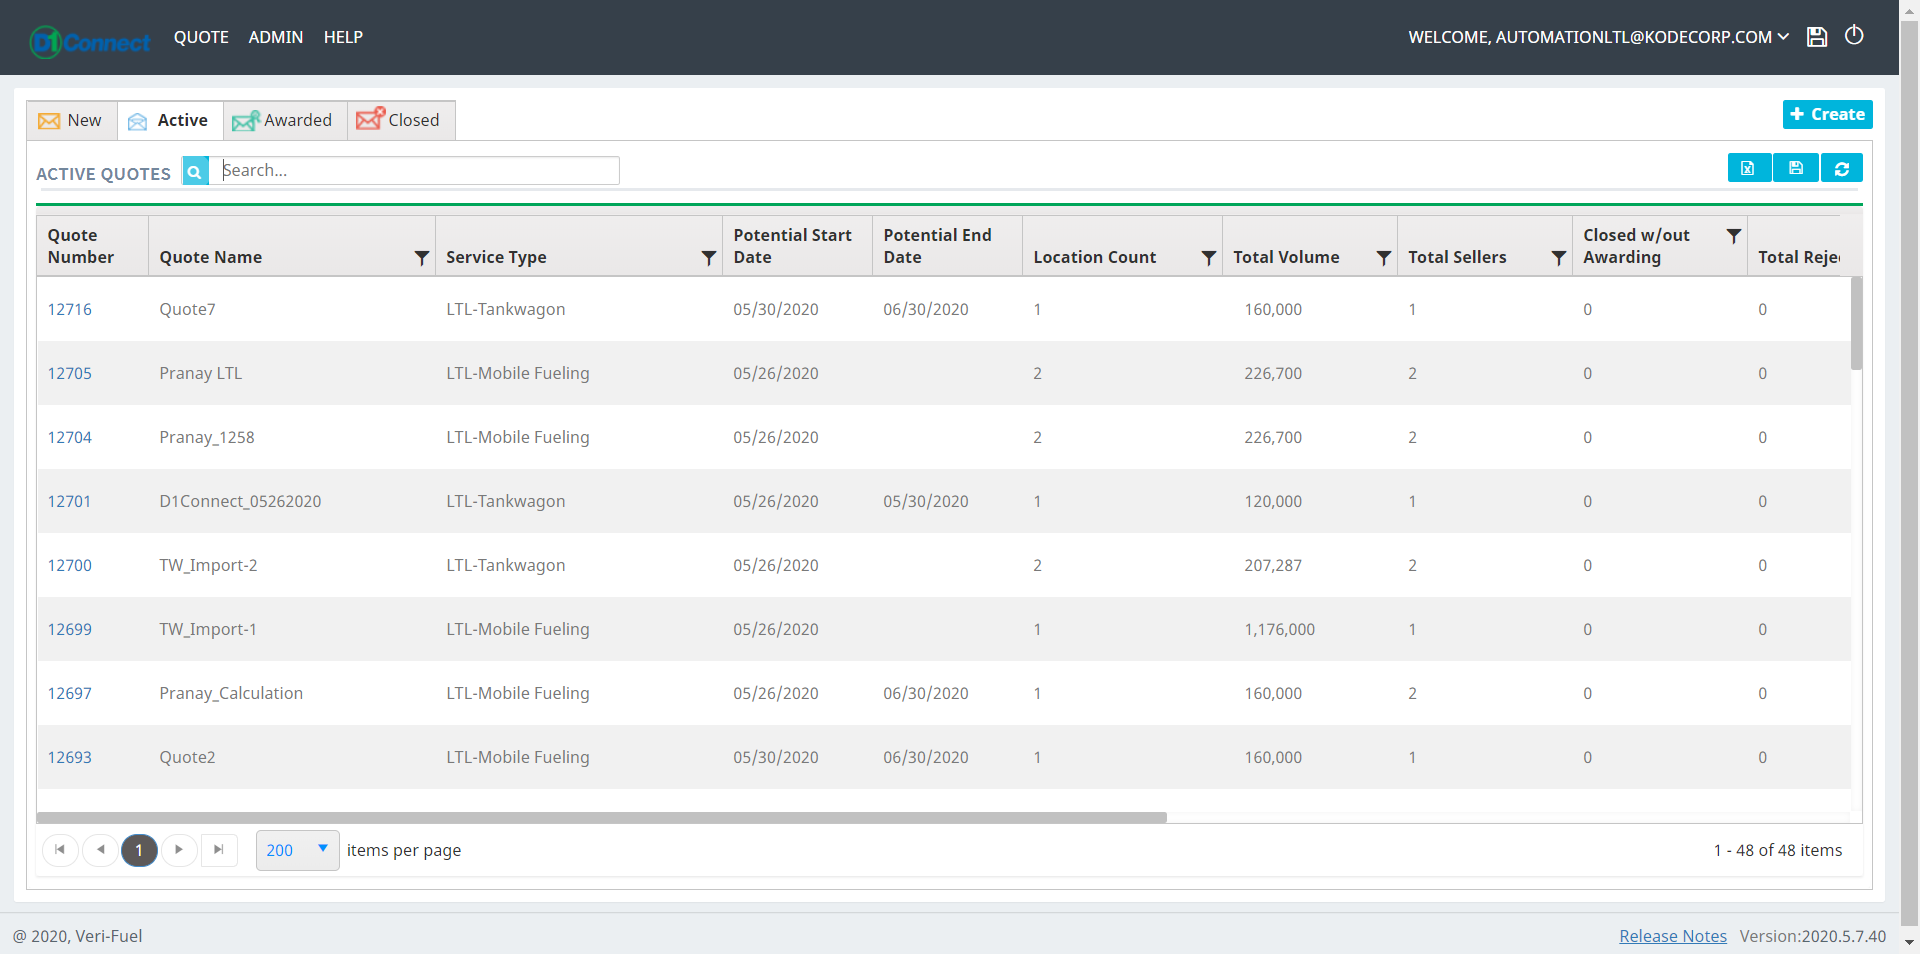 D1Connect QUOTE ADMIN HELP WELCOME, AUTOMATIONLTL@KODECORP.COM
New Active Awarded Closed + Create
ACTIVE QUOTES Search...
Quote Number Quote Name Service Type Potential Start Date Potential End Date Location Count Total Volume Total Sellers Closed w/out Awarding Total Reje
12716 Quote7 LTL-Tankwagon 05/30/2020 06/30/2020 1 160,000 1 0 0
12705 Pranay LTL LTL-Mobile Fueling 05/26/2020 2 226,700 2 0 0
12704 Pranay_1258 LTL-Mobile Fueling 05/26/2020 2 226,700 2 0 0
12701 D1Connect_05262020 LTL-Tankwagon 05/26/2020 05/30/2020 1 120,000 1 0 0
12700 TW_Import-2 LTL-Tankwagon 05/26/2020 2 207,287 2 0 0
12699 TW_Import-1 LTL-Mobile Fueling 05/26/2020 1 1,176,000 1 0 0
12697 Pranay_Calculation LTL-Mobile Fueling 05/26/2020 06/30/2020 1 160,000 2 0 0
12693 Quote2 LTL-Mobile Fueling 05/30/2020 06/30/2020 1 160,000 1 0 0
1 200 items per page 1 - 48 of 48 items
@ 2020, Veri-Fuel Release Notes Version:2020.5.7.40